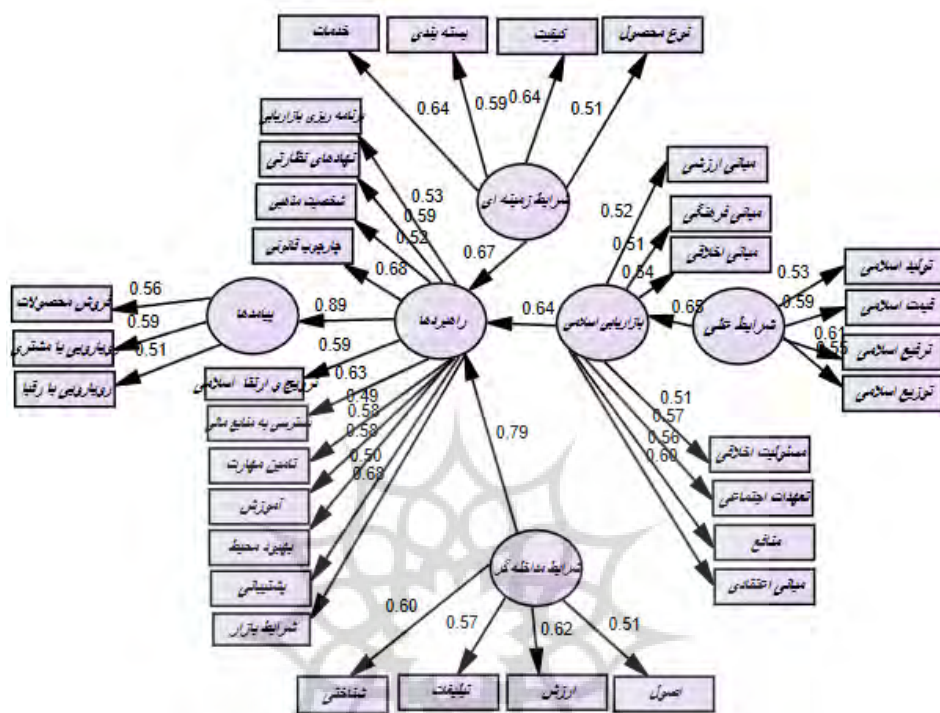 خدمات
بسته بندی
کیفیت
نوع محصول
0.64
0.59
0.64
0.51
برنامه ریزی بازاریابی
نهادهای نظارتی
شخصیت مذهبی
چارچوب قانونی
0.53
0.59
0.52
0.68
شرایط زمینه ای
0.67
مبانی ارزشی
مبانی فرهنگی
مبانی اخلاقی
0.52
0.51
0.54
تولید اسلامی
قیمت اسلامی
ترفیع اسلامی
توزیع اسلامی
0.53
0.59
0.61
0.55
شرایط علی
0.65
بازاریابی اسلامی
0.64
راهبردها
0.89
پیامدها
0.56
0.59
0.51
فروش محصولات
رویارویی با مشتری
رویارویی با رقبا
0.59
0.63
0.49
0.58
0.58
0.50
0.68
ترویج و ارتقا اسلامی
دسترسی به منابع مالی
تامین مهارت
آموزش
بهبود محیط
پشتیبانی
شرایط بازار
0.51
0.57
0.56
0.60
مسئولیت اخلاقی
تعهدات اجتماعی
منافع
مبانی اعتقادی
0.79
شرایط مداخله گر
0.60
0.57
0.62
0.51
شناختی
تبلیغات
ارزش
اصول